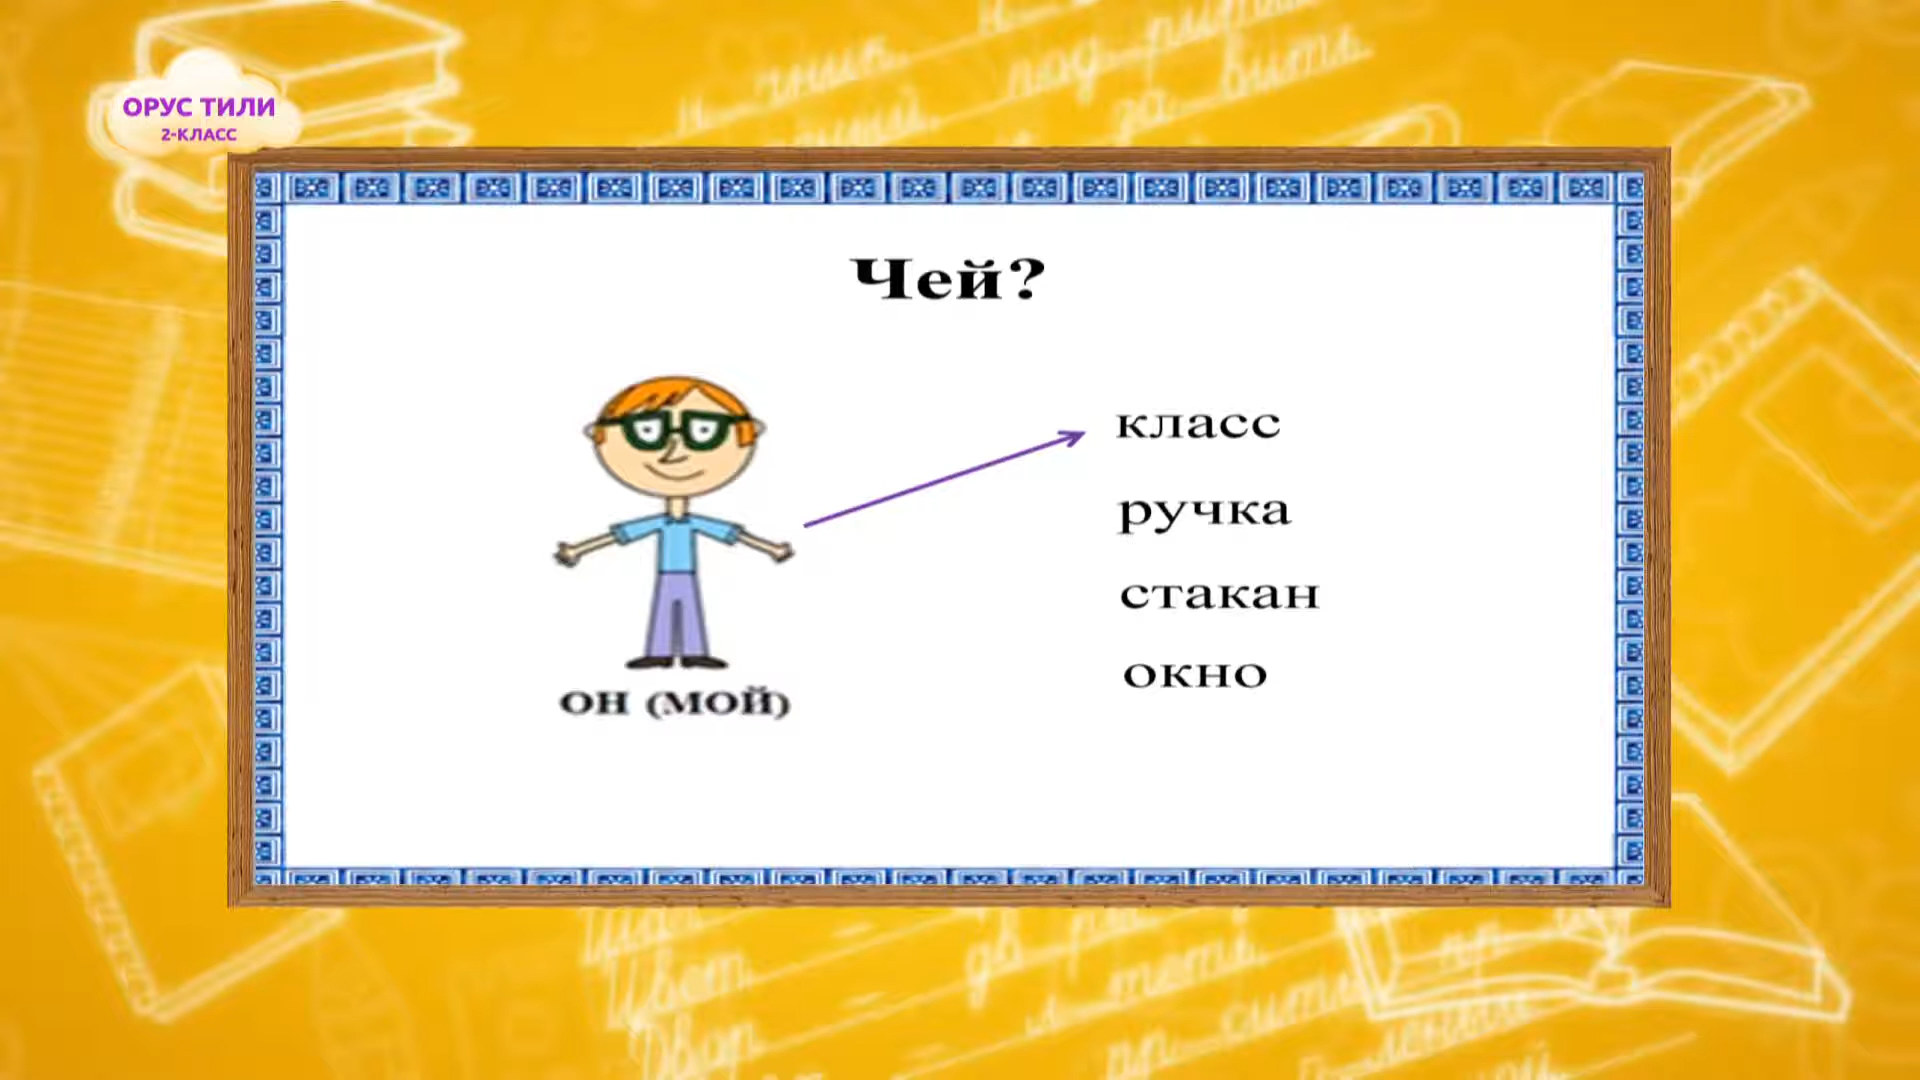 ОРУС ТИЛИ
2-КЛАСС
Чей?
класс
ручка
стакан
окно
ОН (МОЙ)